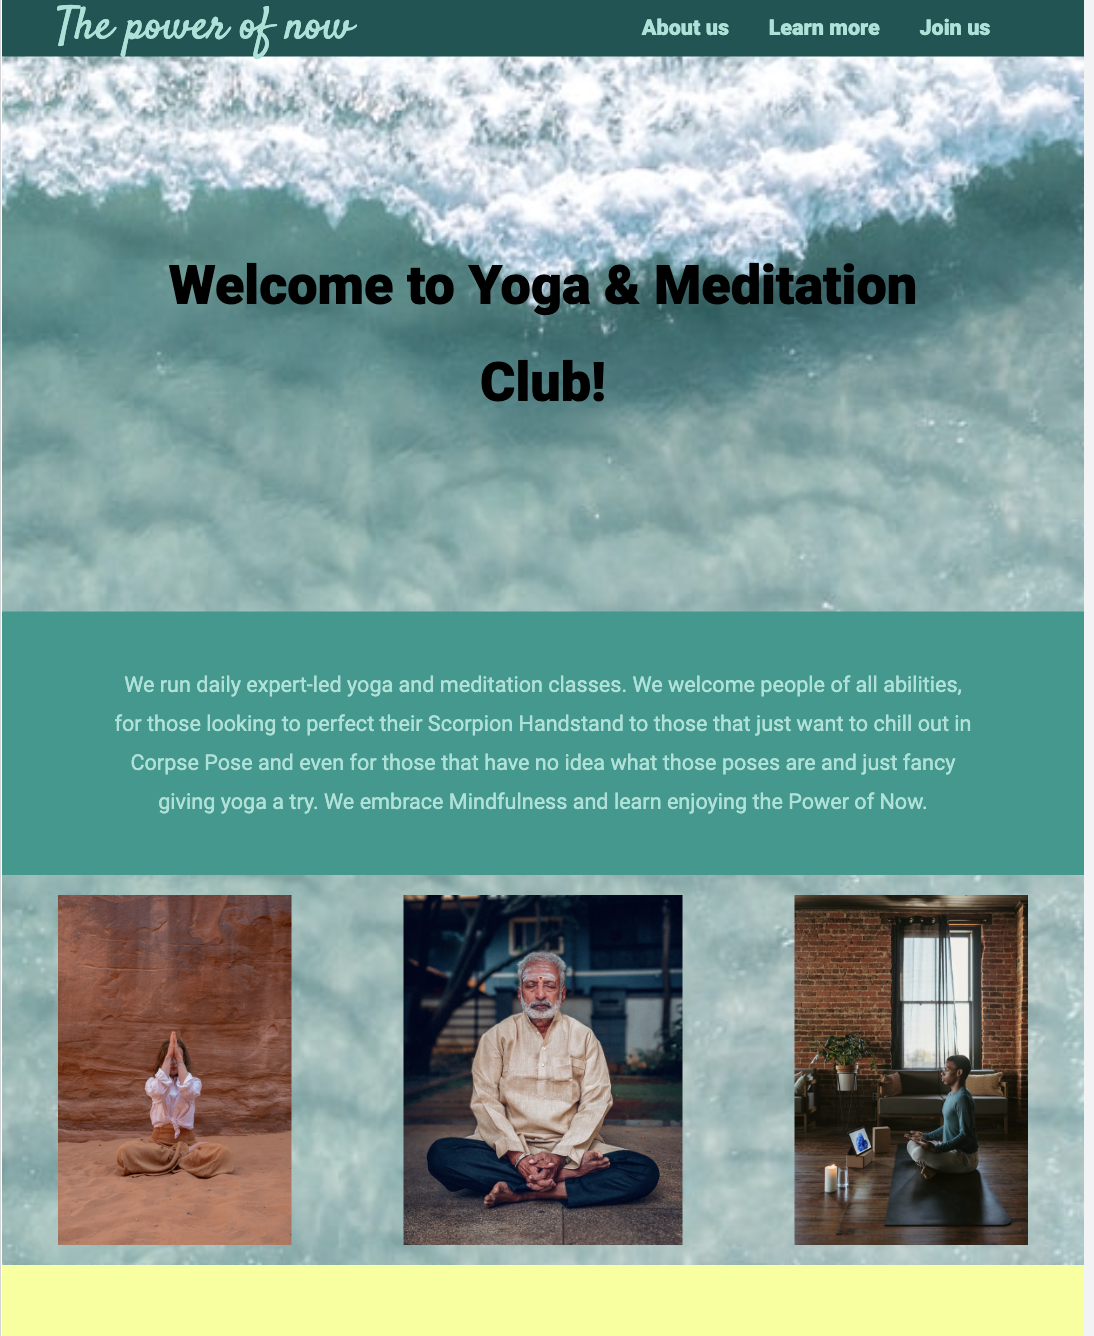 The power of now
About us
Learn more
Join us
Welcome to Yoga & Meditation
Club!
We run daily expert-led yoga and meditation classes. We welcome people of all abilities,
for those looking to perfect their Scorpion Handstand to those that just want to chill out in
Corpse Pose and even for those that have no idea what those poses are and just fancy
giving yoga a try. We embrace Mindfulness and learn enjoying the Power of Now.